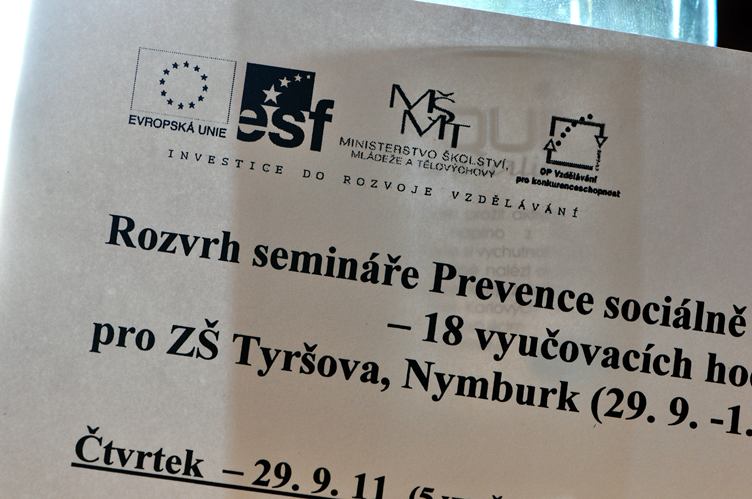 EVROPSKÁ UNIE
esf
MŠMT
MINISTERSTVO ŠKOLSTVÍ,
MLÁDEŽE A TĚLOVÝCHOVY
OP Vzdělávání
pro konkurenceschopnost
INVESTICE DO ROZVOJE VZDĚLÁVÁNÍ
Rozvrh semináře Prevence sociálně
– 18 vyučovacích ho
pro ZŠ Tyršova, Nymburk (29. 9. -1.
Čtvrtek – 29. 9. 11 (5